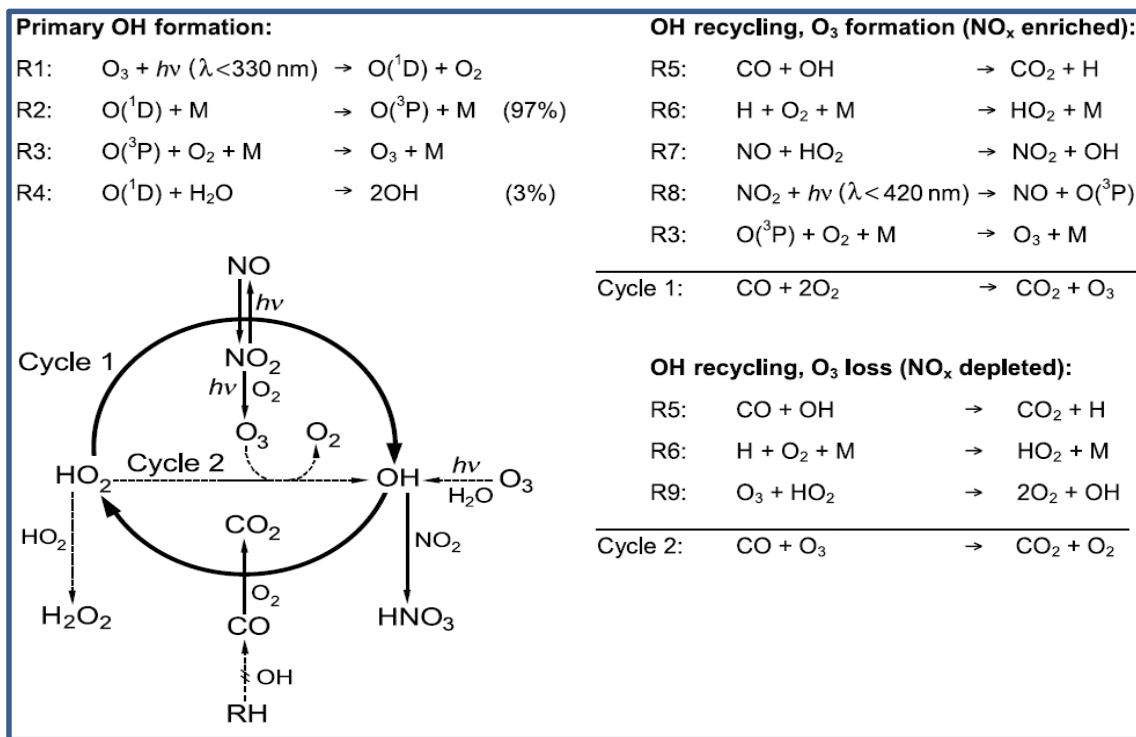 Primary OH formation:
R1: O₃ + hν (λ<330 nm) → O(¹D) + O₂
R2: O(¹D) + M → O(³P) + M (97%)
R3: O(³P) + O₂ + M → O₃ + M
R4: O(¹D) + H₂O → 2OH (3%)
NO
hν
Cycle 1
NO₂
hν O₂
O₃ O₂
HO₂ Cycle 2 OH hν O₃
H₂O
HO₂ CO₂ NO₂
O₂
H₂O₂ CO HNO₃
OH
RH
OH recycling, O₃ formation (NOₓ enriched):
R5: CO + OH → CO₂ + H
R6: H + O₂ + M → HO₂ + M
R7: NO + HO₂ → NO₂ + OH
R8: NO₂ + hν (λ<420 nm) → NO + O(³P)
R3: O(³P) + O₂ + M → O₃ + M
Cycle 1: CO + 2O₂ → CO₂ + O₃
OH recycling, O₃ loss (NOₓ depleted):
R5: CO + OH → CO₂ + H
R6: H + O₂ + M → HO₂ + M
R9: O₃ + HO₂ → 2O₂ + OH
Cycle 2: CO + O₃ → CO₂ + O₂